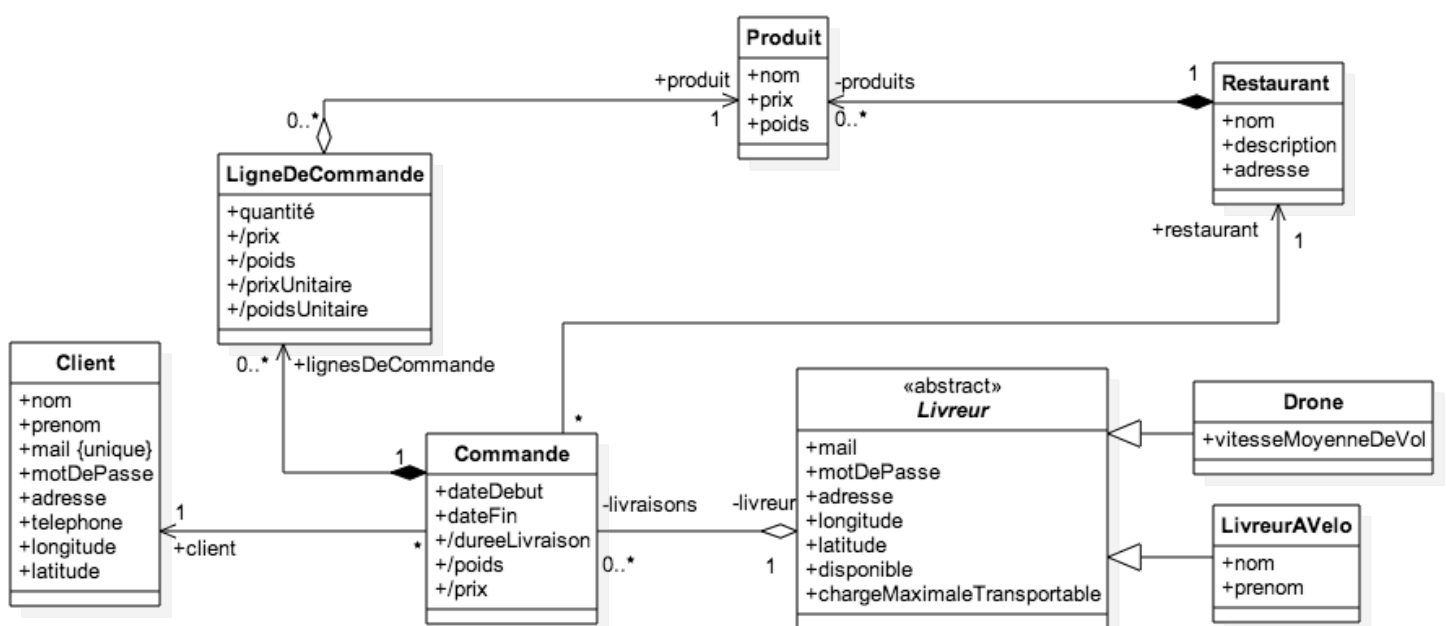 Produit
+nom
+prix
+poids
+produit
1
0..*
-produits
0..*
1
Restaurant
+nom
+description
+adresse
+restaurant
1
LigneDeCommande
+quantité
+/prix
+/poids
+/prixUnitaire
+/poidsUnitaire
0..*
+lignesDeCommande
Client
+nom
+prenom
+mail {unique}
+motDePasse
+adresse
+telephone
+longitude
+latitude
1
+client
*
1
*
Commande
+dateDebut
+dateFin
+/dureeLivraison
+/poids
+/prix
-livraisons
0..*
-livreur
1
«abstract»
Livreur
+mail
+motDePasse
+adresse
+longitude
+latitude
+disponible
+chargeMaximaleTransportable
Drone
+vitesseMoyenneDeVol
LivreurAVelo
+nom
+prenom